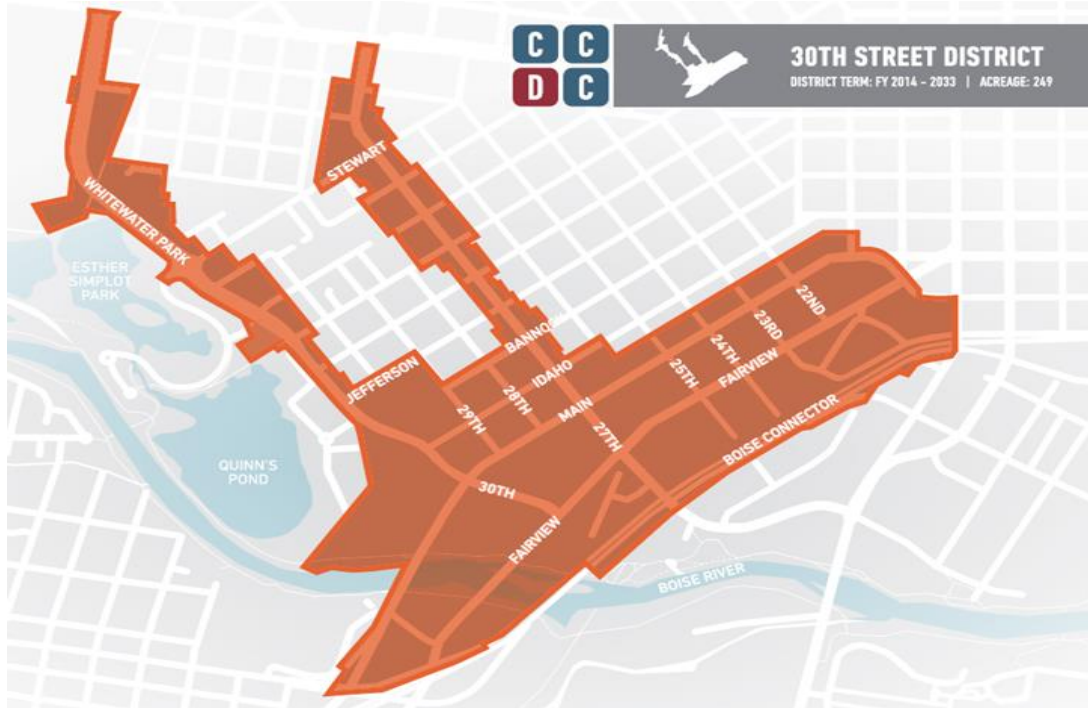 C C
D C
30TH STREET DISTRICT
DISTRICT TERM: FY 2014 – 2033 | ACREAGE: 249
STEWART
WHITEWATER PARK
ESTHER
SIMPLOT
PARK
22ND
23RD
24TH
25TH
FAIRVIEW
IDAHO
JEFFERSON
28TH
29TH
MAIN
27TH
BOISE CONNECTOR
QUINN'S
POND
30TH
FAIRVIEW
BOISE RIVER